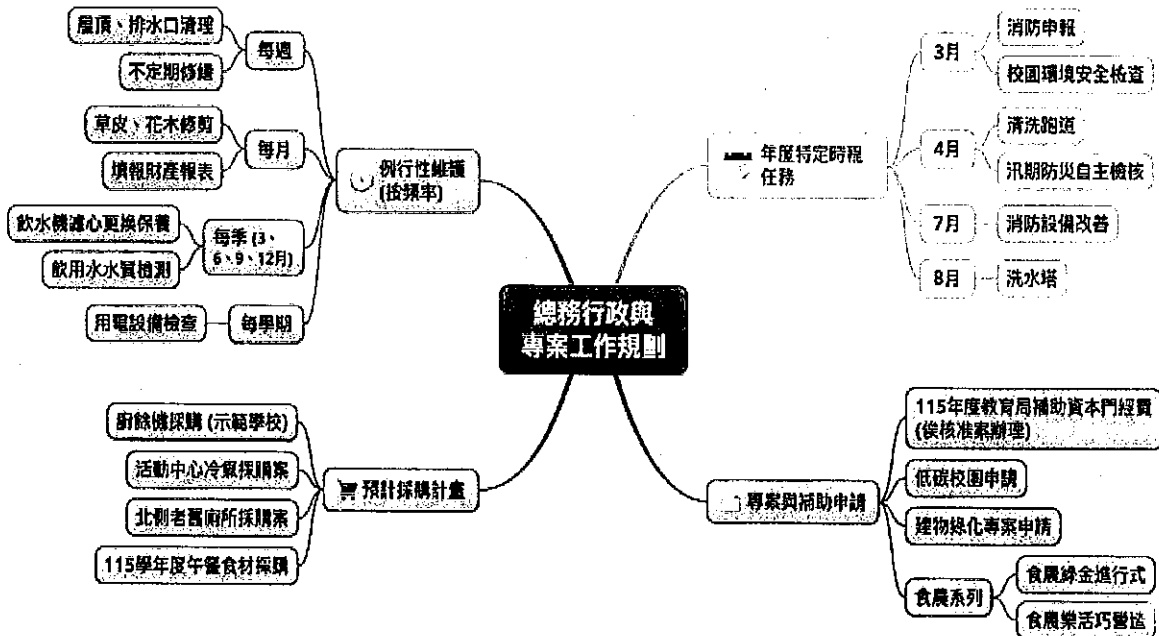 總務行政與
專案工作規劃
例行性維護
(按頻率)
每週
屋頂、排水口清理
不定期修繕
每月
草皮、花木修剪
填報財產報表
每季 (3、
6、9、12月)
飲水機濾心更換保養
飲用水水質檢測
每學期
用電設備檢查
預計採購計畫
廚餘機採購 (示範學校)
活動中心冷氣採購案
北側老舊廁所採購案
115學年度午餐食材採購
年度特定時程
任務
3月
消防申報
校園環境安全檢查
4月
清洗跑道
汛期防災自主檢核
7月
消防設備改善
8月
洗水塔
專案與補助申請
115年度教育局補助資本門經費
(俟核准案辦理)
低碳校園申請
建物綠化專案申請
食農系列
食農綠金進行式
食農樂活巧營造